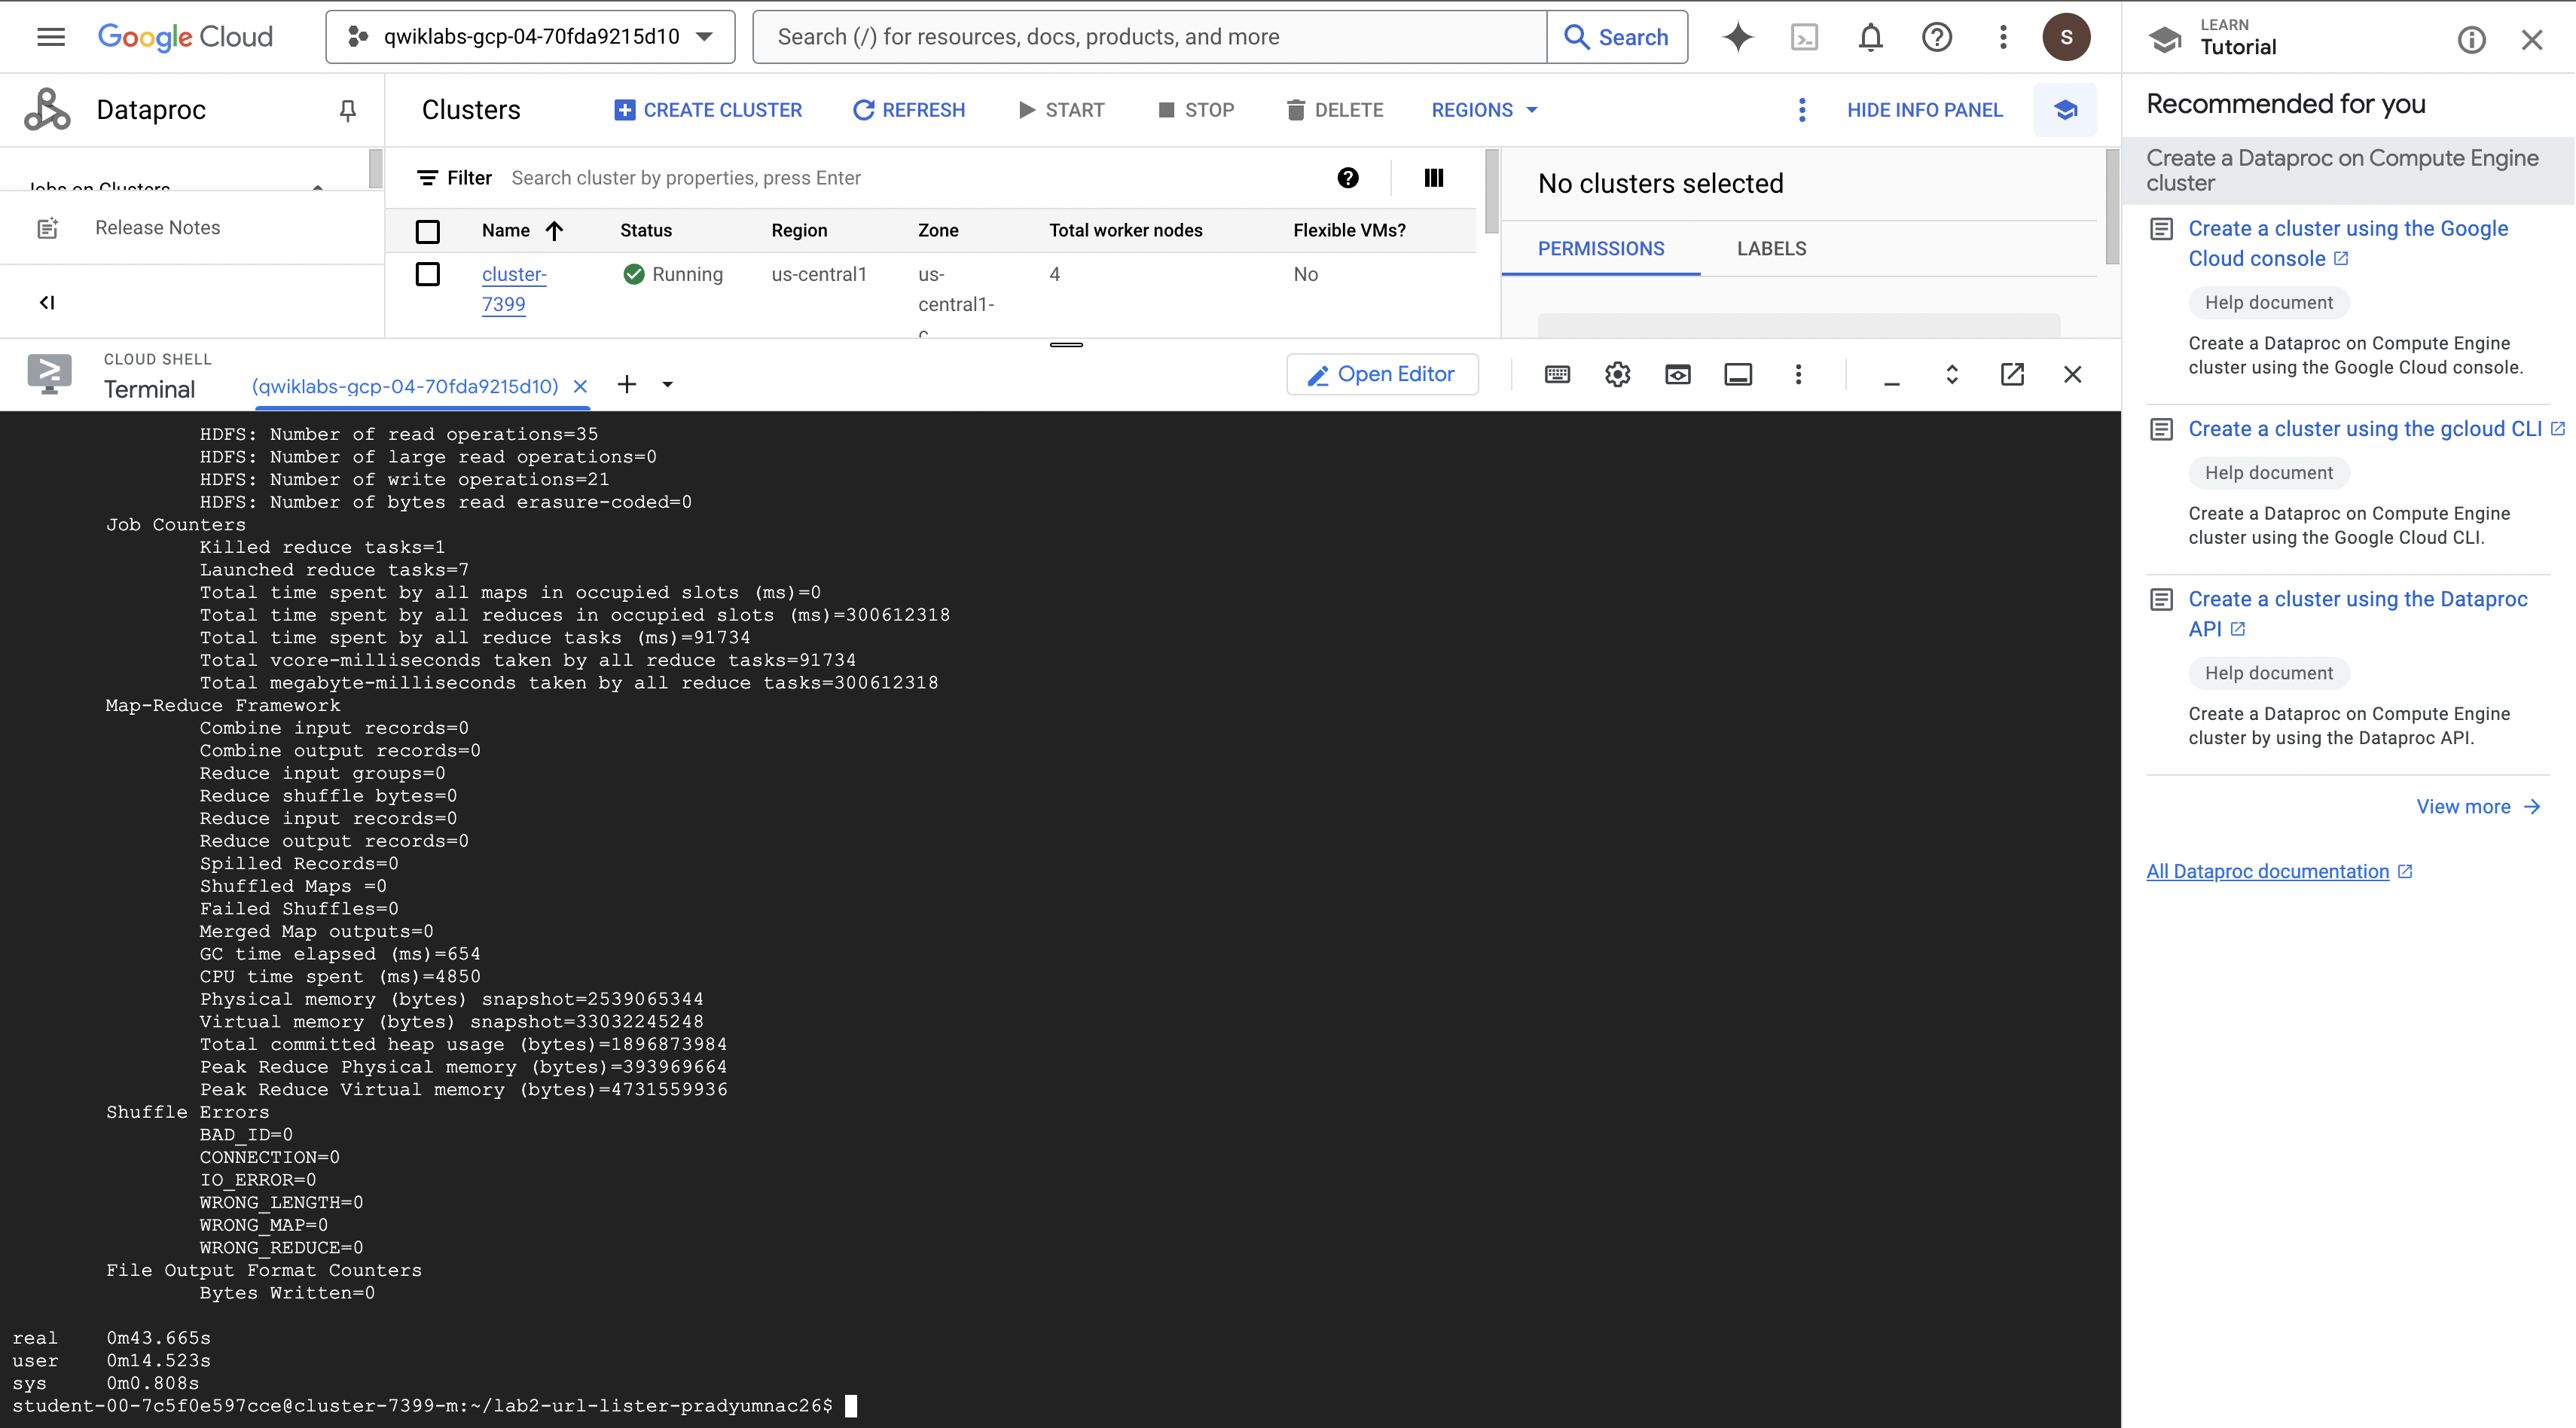 Google Cloud
qwiklabs-gcp-04-70fda9215d10
Search (/) for resources, docs, products, and more
Search
S
LEARN
Tutorial
Dataproc
Clusters
CREATE CLUSTER
REFRESH
START
STOP
DELETE
REGIONS
HIDE INFO PANEL
Recommended for you
Jobs on Clusters
Release Notes
Filter
Search cluster by properties, press Enter
No clusters selected
PERMISSIONS
LABELS
Name
Status
Region
Zone
Total worker nodes
Flexible VMs?
cluster-
7399
Running
us-central1
us-
central1-
c
4
No
Create a Dataproc on Compute Engine
cluster
Create a cluster using the Google
Cloud console
Help document
Create a Dataproc on Compute Engine
cluster using the Google Cloud console.
Create a cluster using the gcloud CLI
Help document
Create a Dataproc on Compute Engine
cluster using the Google Cloud CLI.
Create a cluster using the Dataproc
API
Help document
Create a Dataproc on Compute Engine
cluster by using the Dataproc API.
View more
All Dataproc documentation
CLOUD SHELL
Terminal
(qwiklabs-gcp-04-70fda9215d10)
Open Editor
HDFS: Number of read operations=35
HDFS: Number of large read operations=0
HDFS: Number of write operations=21
HDFS: Number of bytes read erasure-coded=0
Job Counters
Killed reduce tasks=1
Launched reduce tasks=7
Total time spent by all maps in occupied slots (ms)=0
Total time spent by all reduces in occupied slots (ms)=300612318
Total time spent by all reduce tasks (ms)=91734
Total vcore-milliseconds taken by all reduce tasks=91734
Total megabyte-milliseconds taken by all reduce tasks=300612318
Map-Reduce Framework
Combine input records=0
Combine output records=0
Reduce input groups=0
Reduce shuffle bytes=0
Reduce input records=0
Reduce output records=0
Spilled Records=0
Shuffled Maps =0
Failed Shuffles=0
Merged Map outputs=0
GC time elapsed (ms)=654
CPU time spent (ms)=4850
Physical memory (bytes) snapshot=2539065344
Virtual memory (bytes) snapshot=33032245248
Total committed heap usage (bytes)=1896873984
Peak Reduce Physical memory (bytes)=393969664
Peak Reduce Virtual memory (bytes)=4731559936
Shuffle Errors
BAD_ID=0
CONNECTION=0
IO_ERROR=0
WRONG_LENGTH=0
WRONG_MAP=0
WRONG_REDUCE=0
File Output Format Counters
Bytes Written=0
real 0m43.665s
user 0m14.523s
sys 0m0.808s
student-00-7c5f0e597cce@cluster-7399-m:~/lab2-url-lister-pradyumnac26$